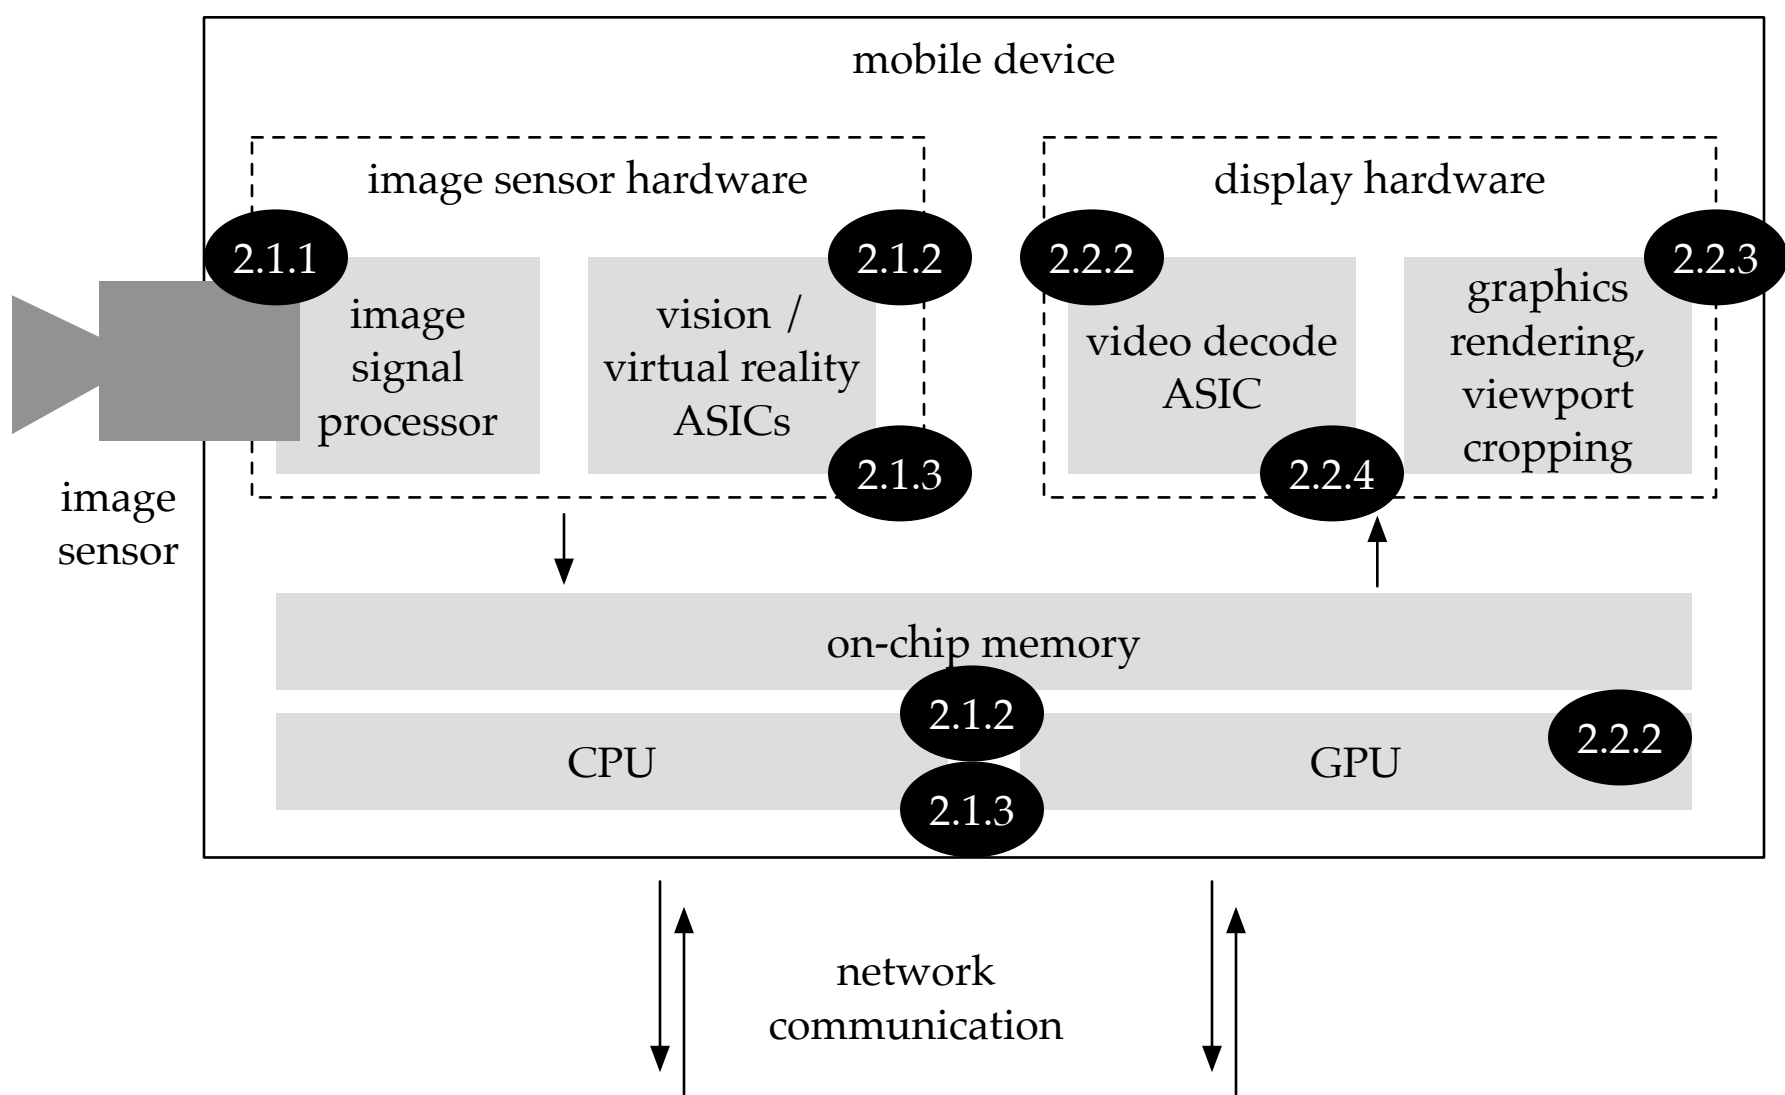 mobile device
image sensor hardware
display hardware
2.1.1
2.1.2
2.2.2
2.2.3
image
signal
processor
vision /
virtual reality
ASICs
video decode
ASIC
graphics
rendering,
viewport
cropping
2.1.3
2.2.4
image
sensor
on-chip memory
2.1.2
2.2.2
CPU
GPU
2.1.3
network
communication